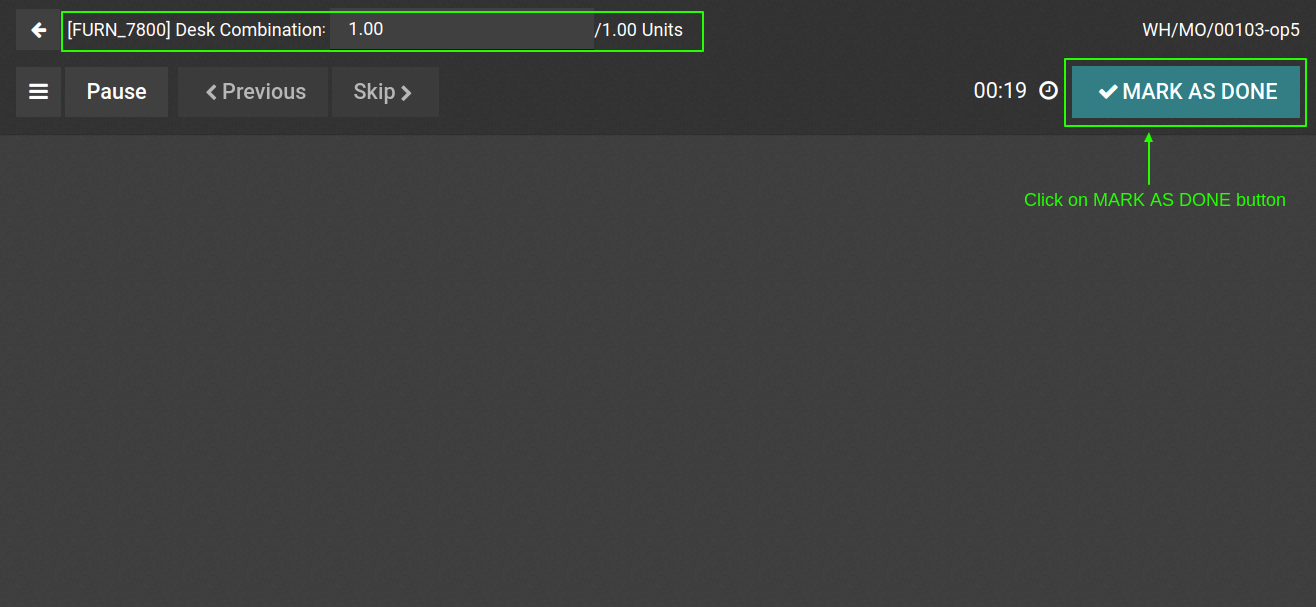 [FURN_7800] Desk Combination: 1.00 /1.00 Units WH/MO/00103-op5
Pause Previous Skip 00:19 MARK AS DONE
Click on MARK AS DONE button